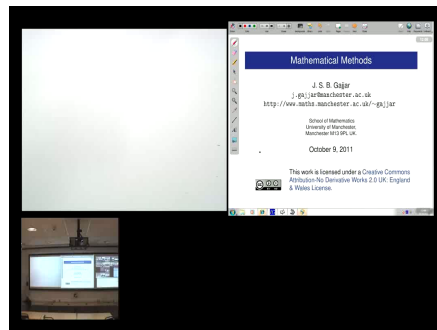 Mathematical Methods
J. S. B. Gajjar
j.gajjar@manchester.ac.uk
http://www.maths.manchester.ac.uk/~gajjar
School of Mathematics
University of Manchester,
Manchester M13 9PL UK.
October 9, 2011
This work is licensed under a Creative Commons
Attribution-No Derivative Works 2.0 UK: England
& Wales License.